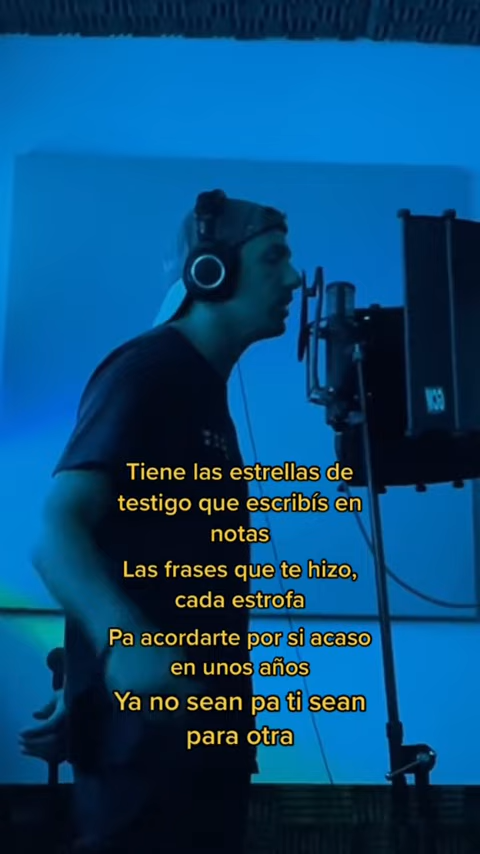 Tiene las estrellas de
testigo que escribís en
notas
Las frases que te hizo,
cada estrofa
Pa acordarte por si acaso
en unos años
Ya no sean pa ti sean
para otra